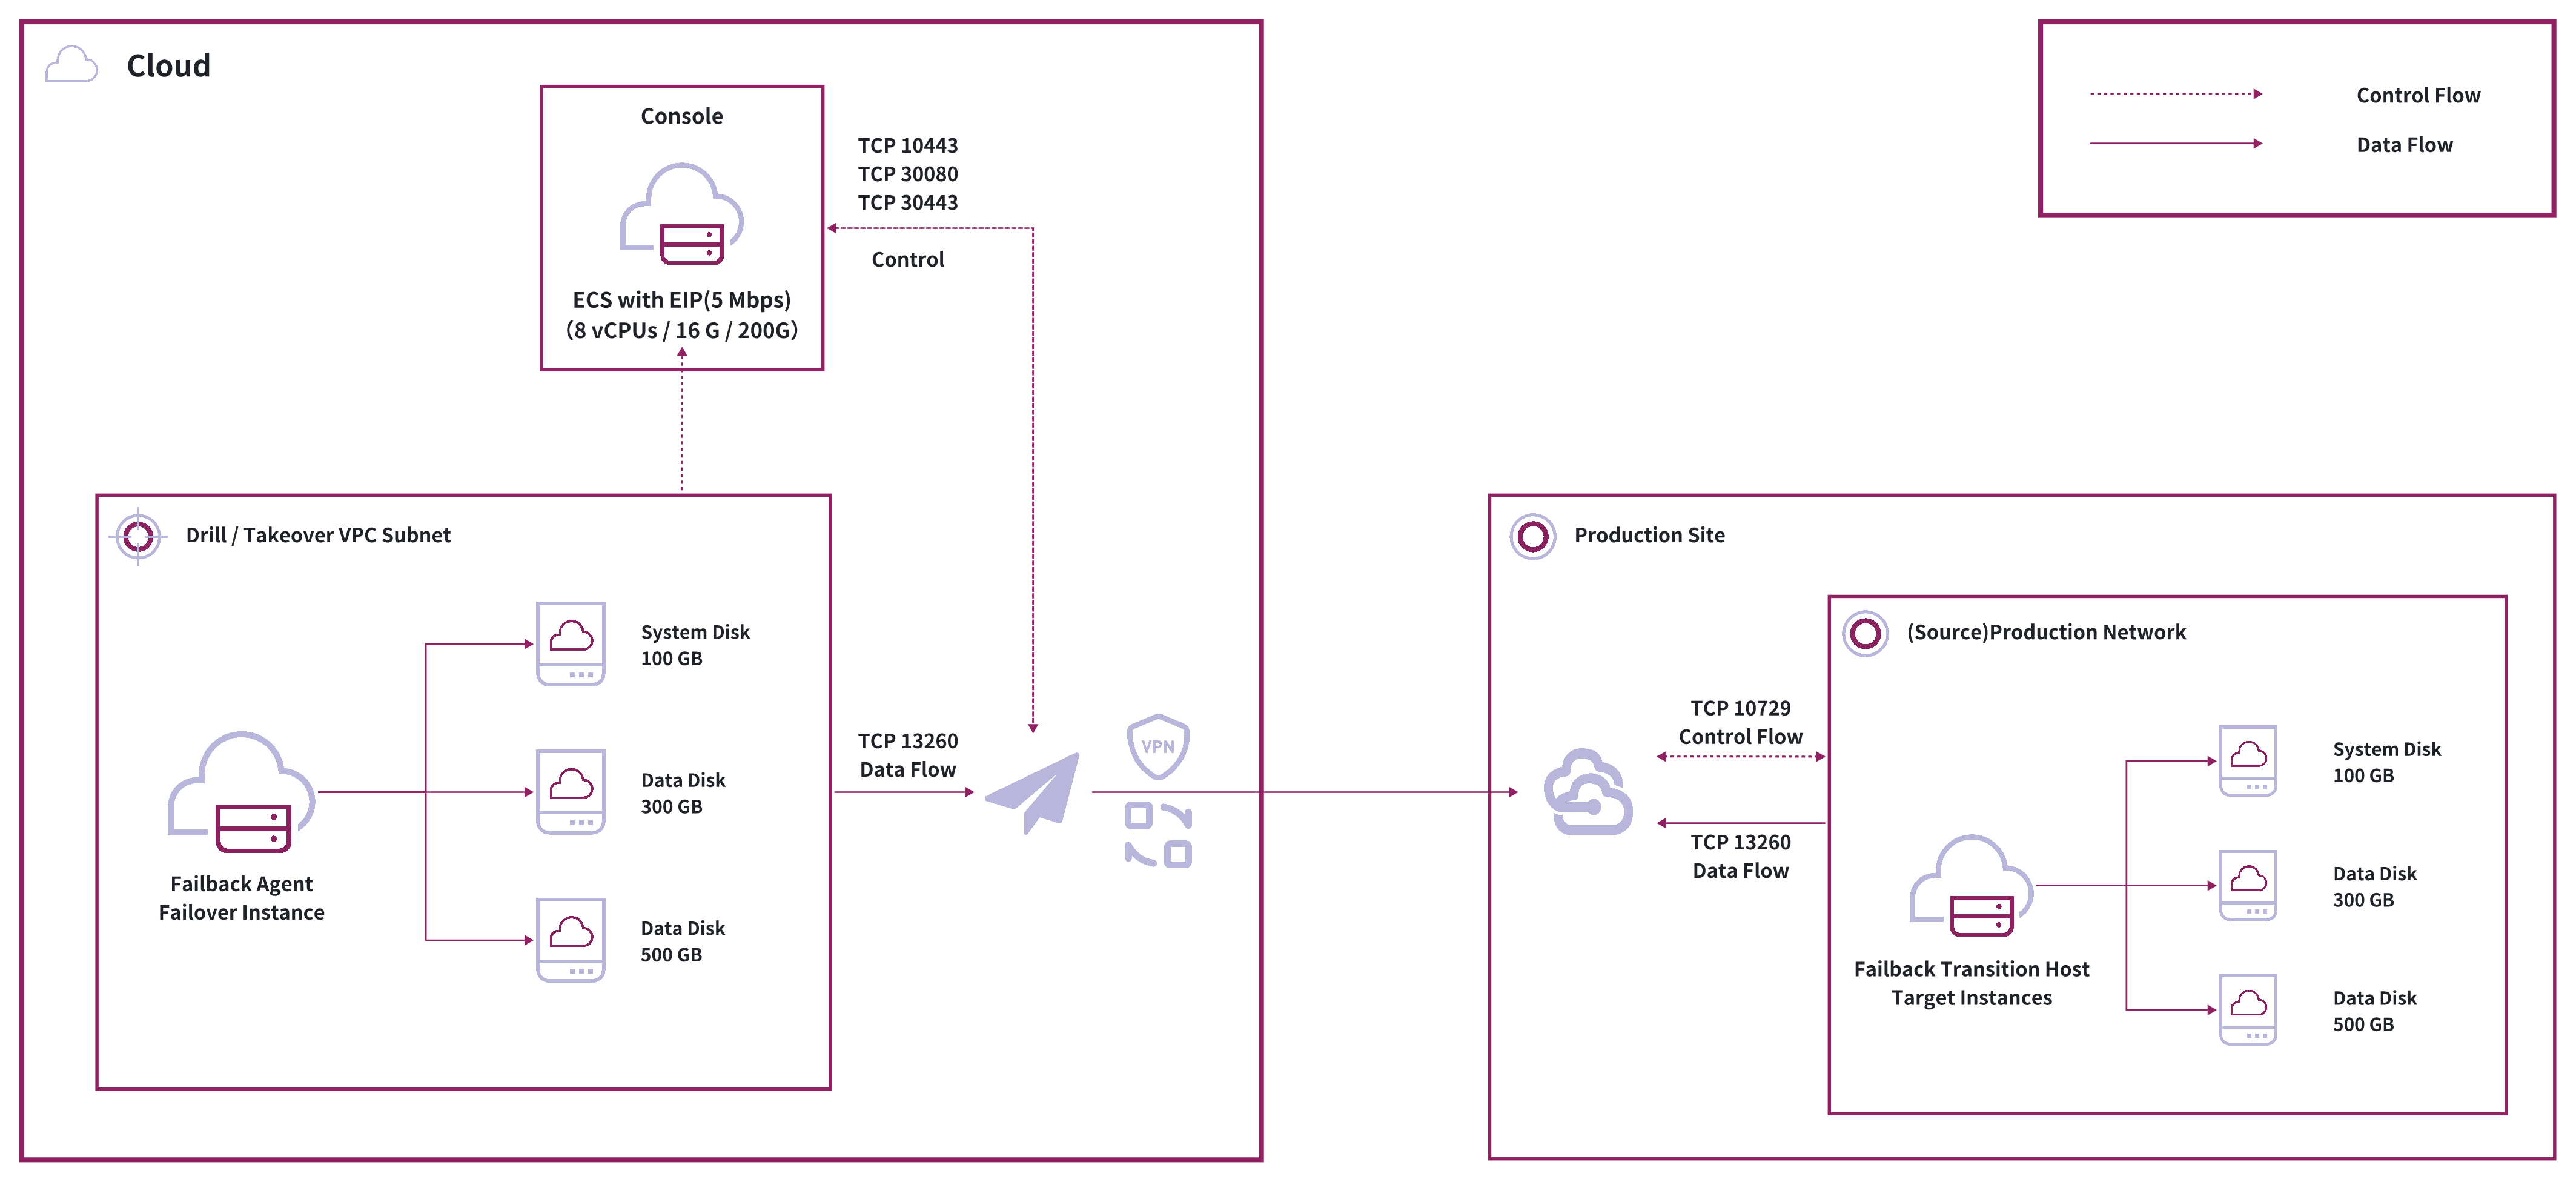 Cloud
Console
ECS with EIP(5 Mbps)
（8 vCPUs / 16 G / 200G）
TCP 10443
TCP 30080
TCP 30443
Control
Control Flow
Data Flow
Drill / Takeover VPC Subnet
System Disk
100 GB
Data Disk
300 GB
Data Disk
500 GB
Failback Agent
Failover Instance
TCP 13260
Data Flow
VPN
Production Site
TCP 10729
Control Flow
TCP 13260
Data Flow
(Source)Production Network
System Disk
100 GB
Data Disk
300 GB
Data Disk
500 GB
Failback Transition Host
Target Instances